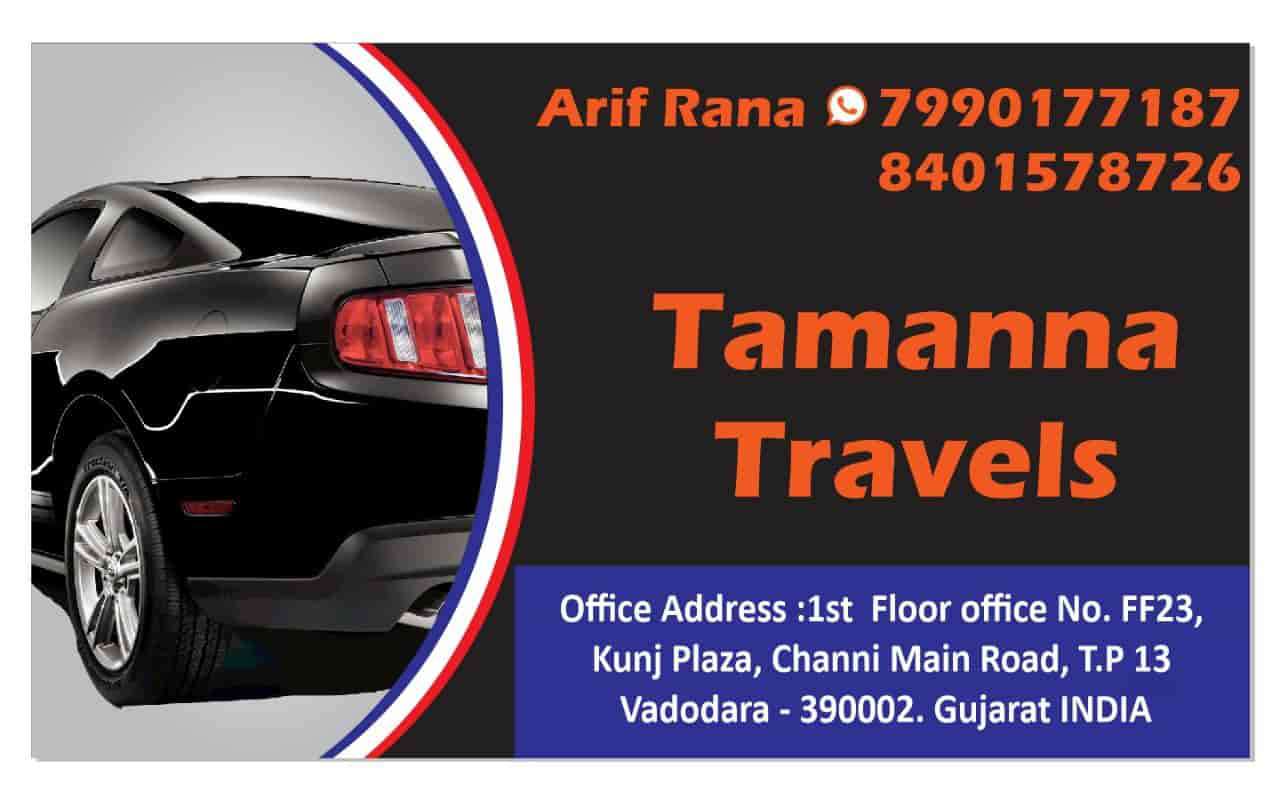 Arif Rana 7990177187
8401578726
Tamanna
Travels
Office Address :1st Floor office No. FF23,
Kunj Plaza, Channi Main Road, T.P 13
Vadodara - 390002. Gujarat INDIA